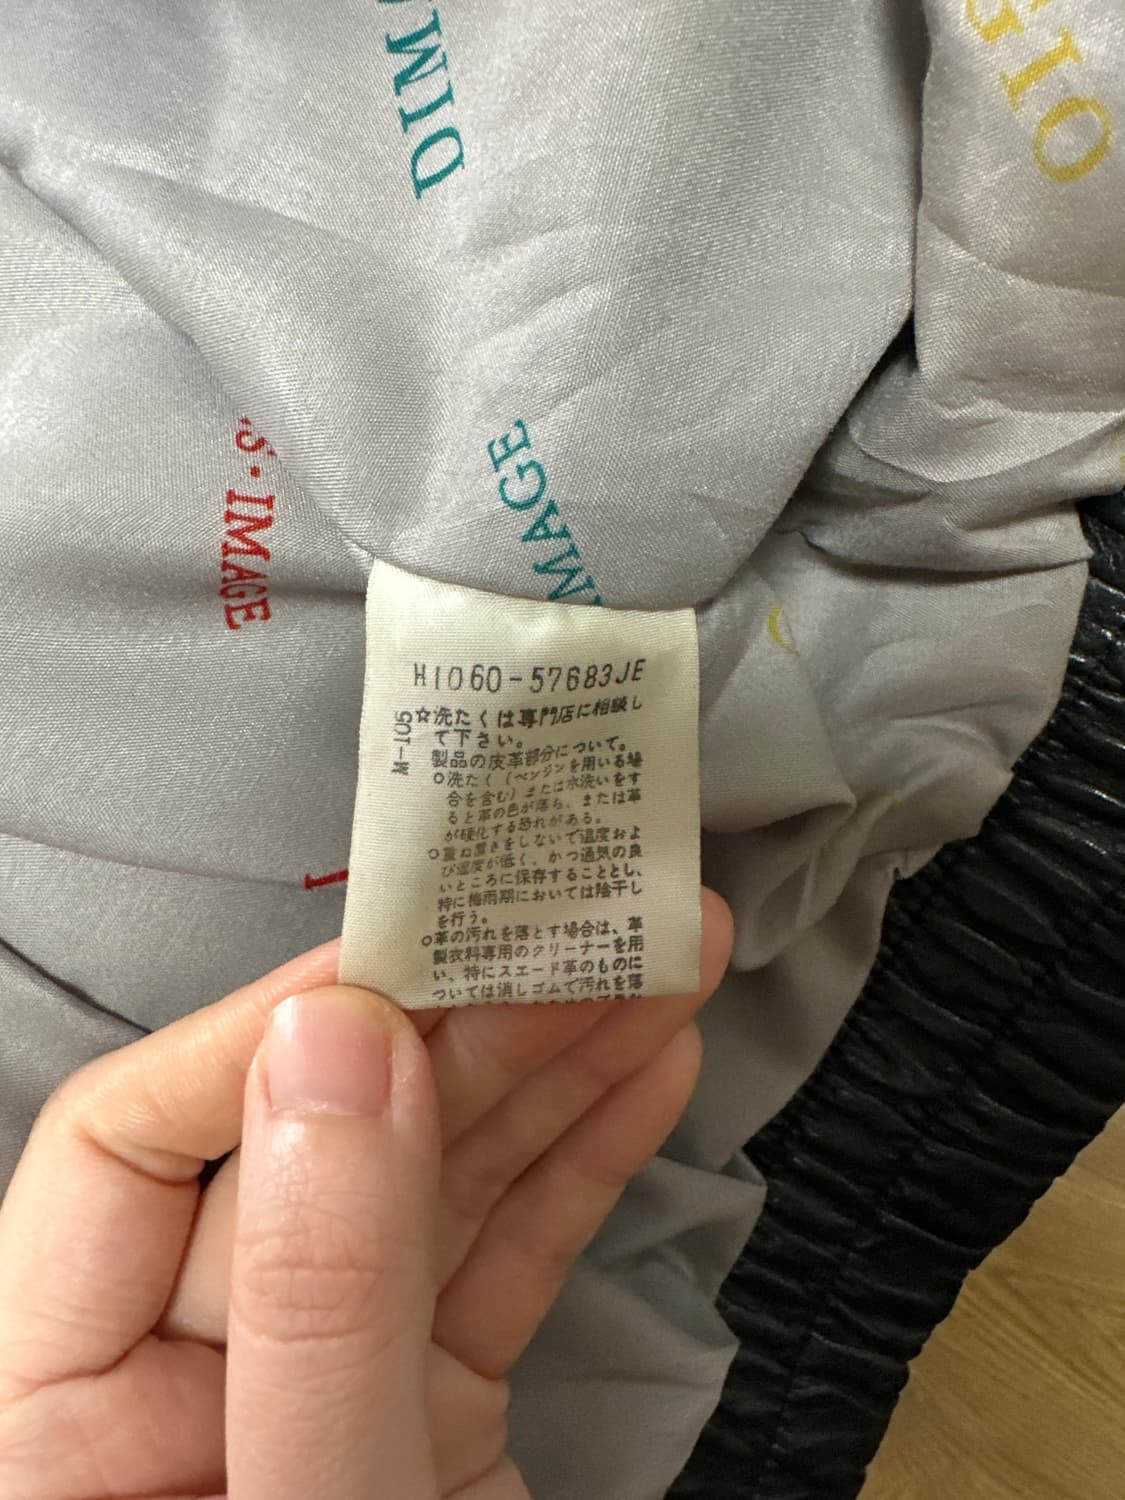 DIMA
GIO
S・IMAGE
IMAGE
H1060-57683JE
W-105
☆洗たくは専門店に相談し
て下さい。
製品の皮革部分について。
○洗たく(ベンジンを用いる場
合を含む)または水洗いをす
ると革の色が落ち、または革
が硬化する恐れがある。
○重ね置きをしないで温度およ
び湿度が低く、かつ通気の良
いところに保存することとし、
特に梅雨期においては陰干し
を行う。
○革の汚れを落とす場合は、革
製衣料専用のクリーナーを用
い、特にスエード革のものに
ついては消しゴムで汚れを落